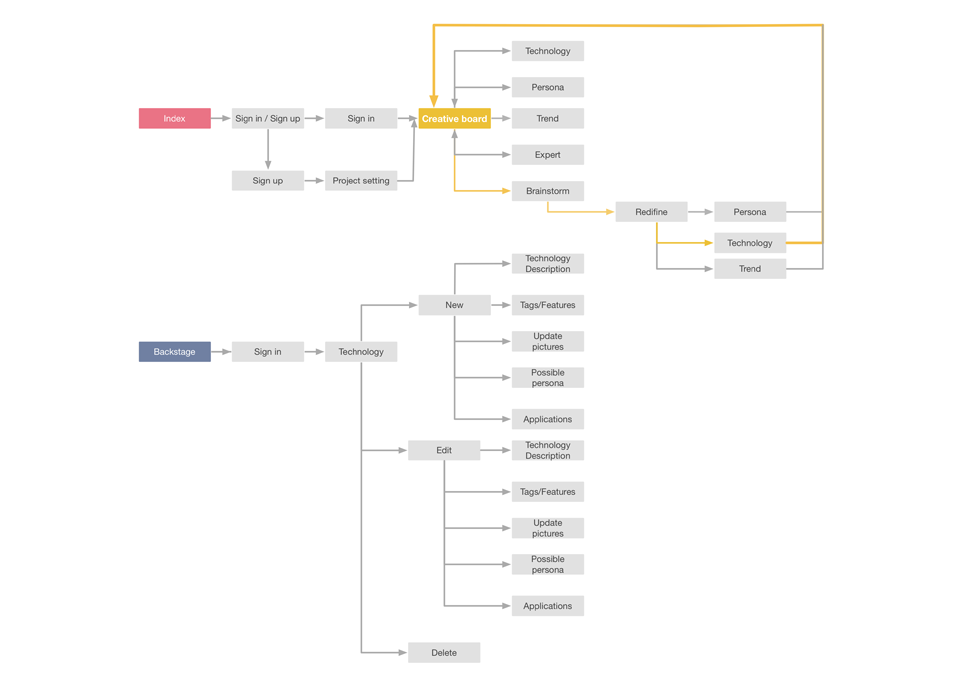 Technology
Persona
Index
Sign in / Sign up
Sign in
Creative board
Trend
Expert
Sign up
Project setting
Brainstorm
Redifine
Persona
Technology
Trend
Technology
Description
New
Tags/Features
Update
pictures
Backstage
Sign in
Technology
Possible
persona
Applications
Edit
Technology
Description
Tags/Features
Update
pictures
Possible
persona
Applications
Delete